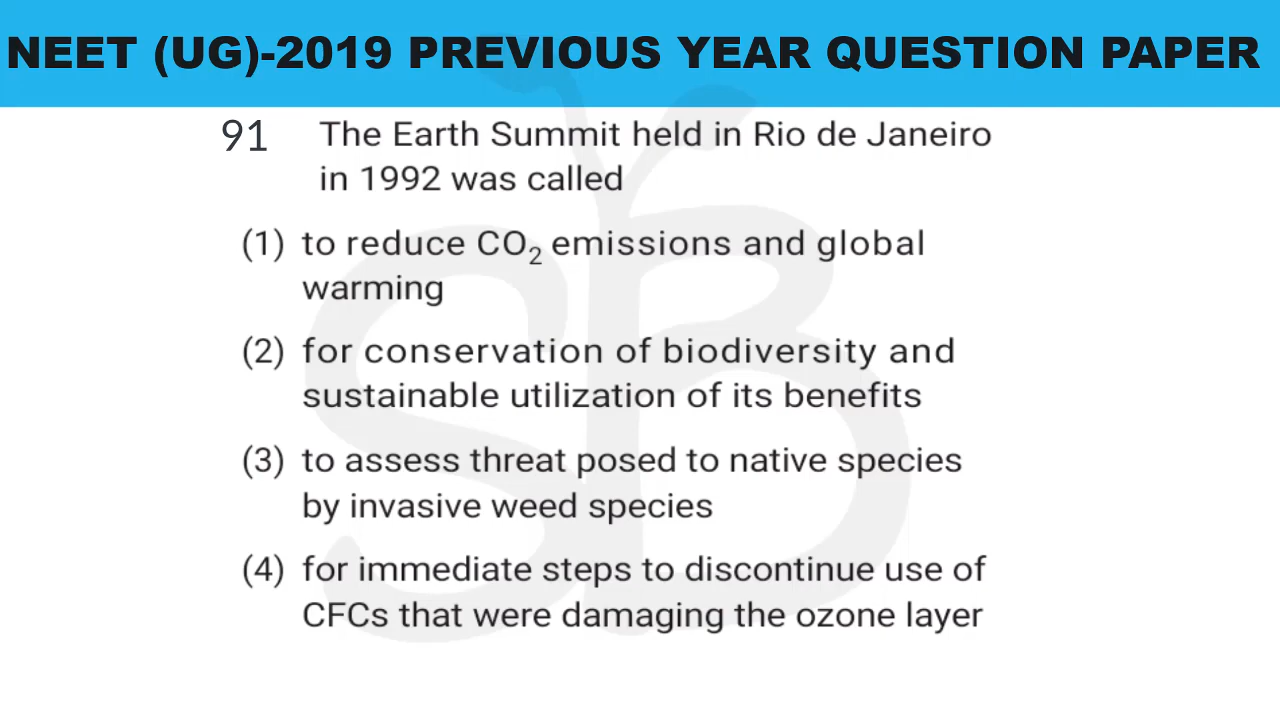 NEET (UG)-2019 PREVIOUS YEAR QUESTION PAPER
91 The Earth Summit held in Rio de Janeiro
in 1992 was called
(1) to reduce CO₂ emissions and global
warming
(2) for conservation of biodiversity and
sustainable utilization of its benefits
(3) to assess threat posed to native species
by invasive weed species
(4) for immediate steps to discontinue use of
CFCs that were damaging the ozone layer
SB